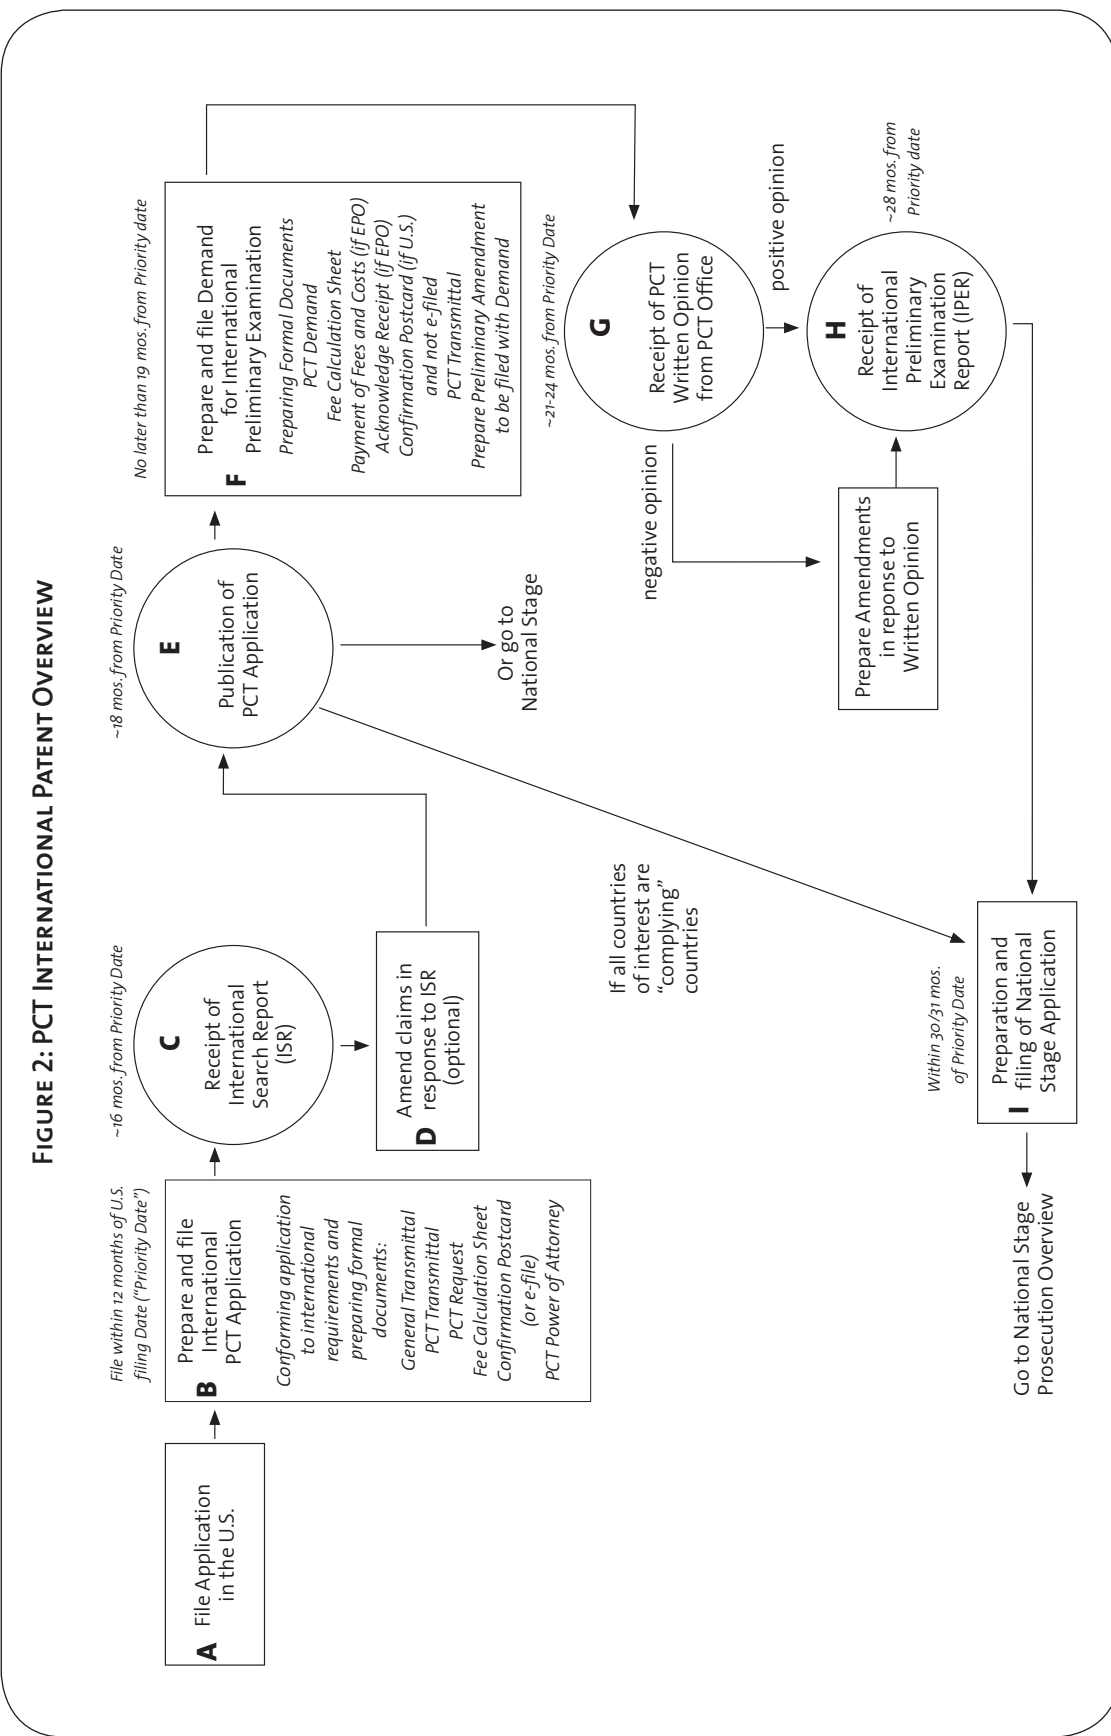 FIGURE 2: PCT INTERNATIONAL PATENT OVERVIEW
A
File Application
in the U.S.
File within 12 months of U.S.
filing Date (“Priority Date”)
B
Prepare and file
International
PCT Application
Conforming application
to international
requirements and
preparing formal
documents:
General Transmittal
PCT Transmittal
PCT Request
Fee Calculation Sheet
Confirmation Postcard
(or e-file)
PCT Power of Attorney
~16 mos. from Priority Date
C
Receipt of
International
Search Report
(ISR)
D
Amend claims in
response to ISR
(optional)
~18 mos. from Priority Date
E
Publication of
PCT Application
Or go to
National Stage
If all countries
of interest are
“complying”
countries
No later than 19 mos. from Priority date
F
Prepare and file Demand
for International
Preliminary Examination
Preparing Formal Documents
PCT Demand
Fee Calculation Sheet
Payment of Fees and Costs (if EPO)
Acknowledge Receipt (if EPO)
Confirmation Postcard (if U.S.)
and not e-filed
PCT Transmittal
Prepare Preliminary Amendment
to be filed with Demand
~21-24 mos. from Priority Date
G
Receipt of PCT
Written Opinion
from PCT Office
negative opinion
positive opinion
Prepare Amendments
in reponse to
Written Opinion
~28 mos. from
Priority date
H
Receipt of
International
Preliminary
Examination
Report (IPER)
Within 30/31 mos.
of Priority Date
I
Preparation and
filing of National
Stage Application
Go to National Stage
Prosecution Overview